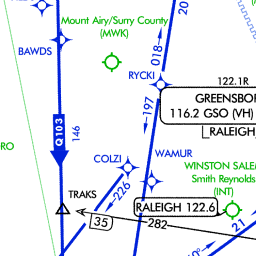 20
Mount Airy/Surry County
(MWK)
BAWDS
018
RYCKI
122.1R
GREENSBO
116.2 GSO (VH)
RALEIGH
197
146
Q103
RO
COLZI
WAMUR
WINSTON SALE
Smith Reynolds
(INT)
226
TRAKS
RALEIGH 122.6
35
282
21